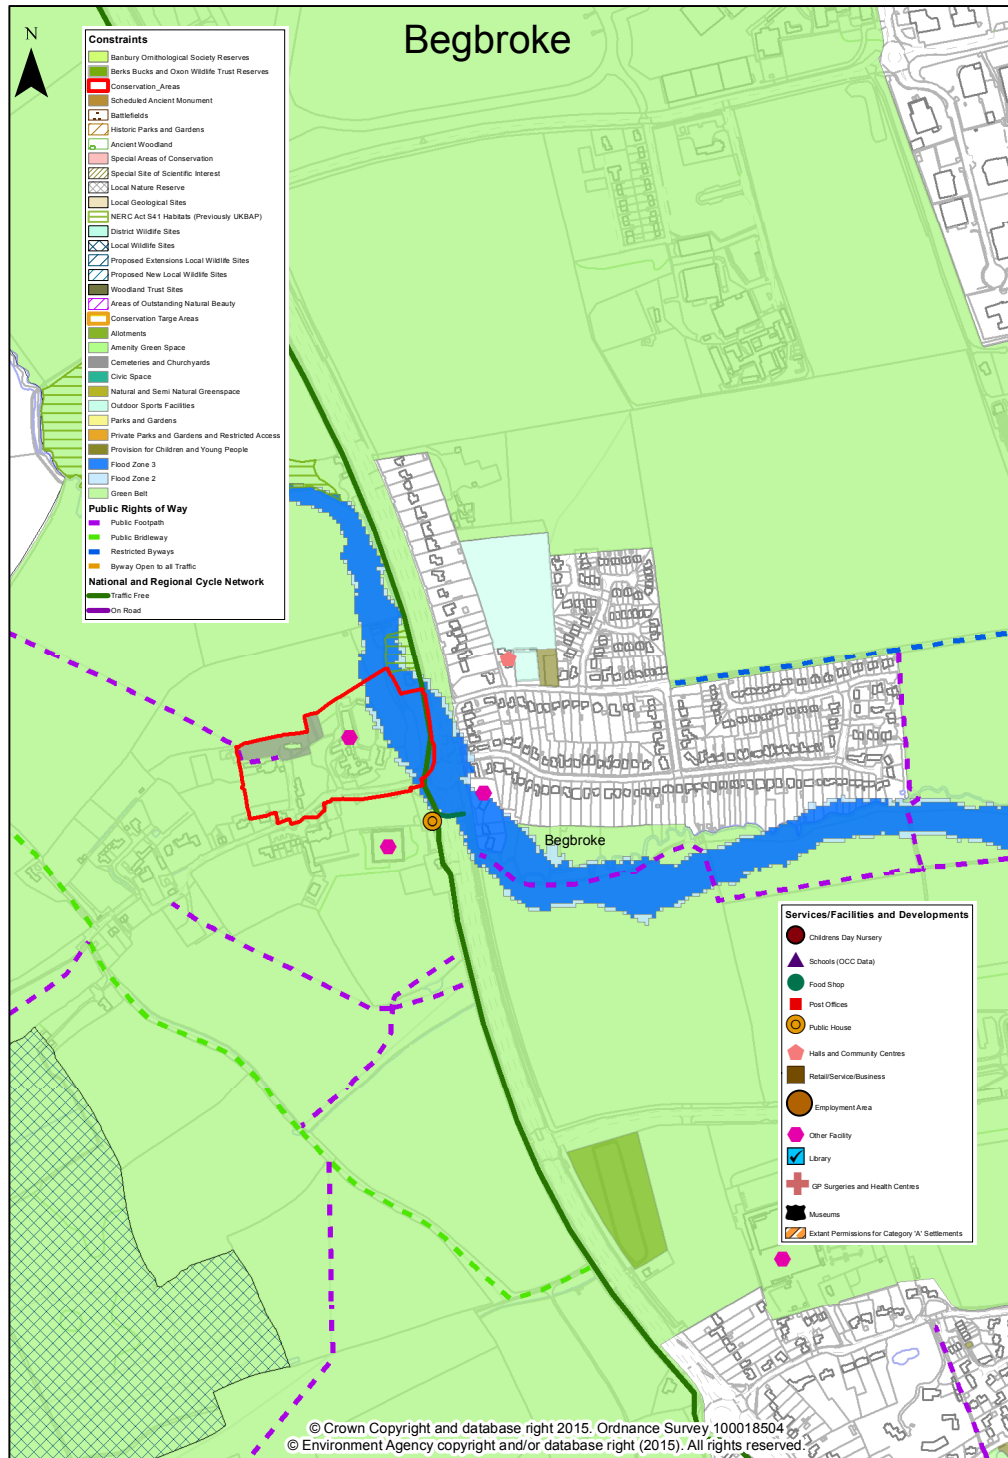 Begbroke
N
Constraints
Banbury Ornithological Society Reserves
Berks Bucks and Oxon Wildlife Trust Reserves
Conservation_Areas
Scheduled Ancient Monument
Battlefields
Historic Parks and Gardens
Ancient Woodland
Special Areas of Conservation
Special Site of Scientific Interest
Local Nature Reserve
Local Geological Sites
NERC Act S41 Habitats (Previously UKBAP)
District Wildlife Sites
Local Wildlife Sites
Proposed Extensions Local Wildlife Sites
Proposed New Local Wildlife Sites
Woodland Trust Sites
Areas of Outstanding Natural Beauty
Conservation Targe Areas
Allotments
Amenity Green Space
Cemeteries and Churchyards
Civic Space
Natural and Semi Natural Greenspace
Outdoor Sports Facilities
Parks and Gardens
Private Parks and Gardens and Restricted Access
Provision for Children and Young People
Flood Zone 3
Flood Zone 2
Green Belt
Public Rights of Way
Public Footpath
Public Bridleway
Restricted Byways
Byway Open to all Traffic
National and Regional Cycle Network
Traffic Free
On Road
Begbroke
Services/Facilities and Developments
Childrens Day Nursery
Schools (OCC Data)
Food Shop
Post Offices
Public House
Halls and Community Centres
Retail/Service/Business
Employment Area
Other Facility
Library
GP Surgeries and Health Centres
Museums
Extant Permissions for Category 'A' Settlements
© Crown Copyright and database right 2015. Ordnance Survey 100018504
© Environment Agency copyright and/or database right (2015). All rights reserved.